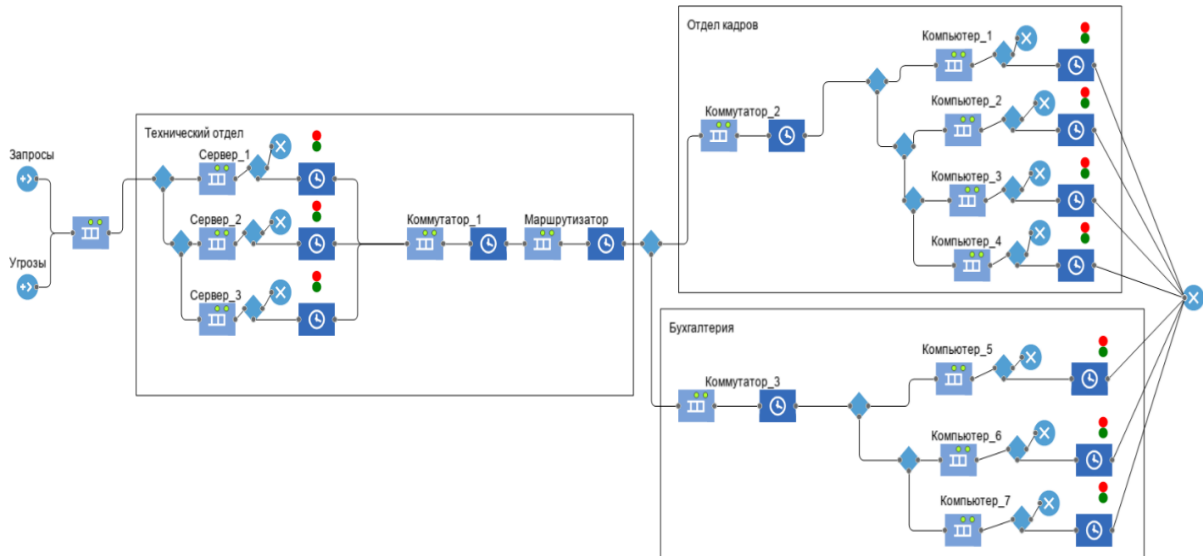 Запросы
Угрозы
Технический отдел
Сервер_1
Сервер_2
Сервер_3
Коммутатор_1
Маршрутизатор
Отдел кадров
Коммутатор_2
Компьютер_1
Компьютер_2
Компьютер_3
Компьютер_4
Бухгалтерия
Коммутатор_3
Компьютер_5
Компьютер_6
Компьютер_7